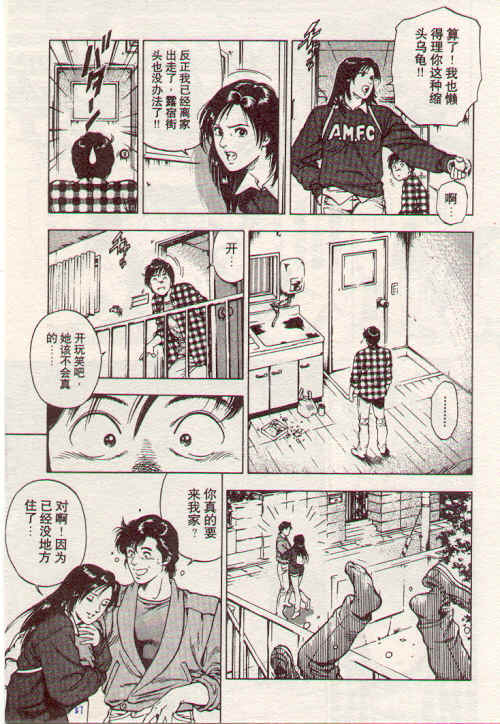 算了！我也懒
得理你这种缩
头乌龟!!
AMFC
啊…
反正我已经离家
出走了，露宿街
头也没办法了!!
………
开…
开玩笑吧，
她该不会真
的……
你真的要
来我家？
对啊！因为
已经没地方
住了…